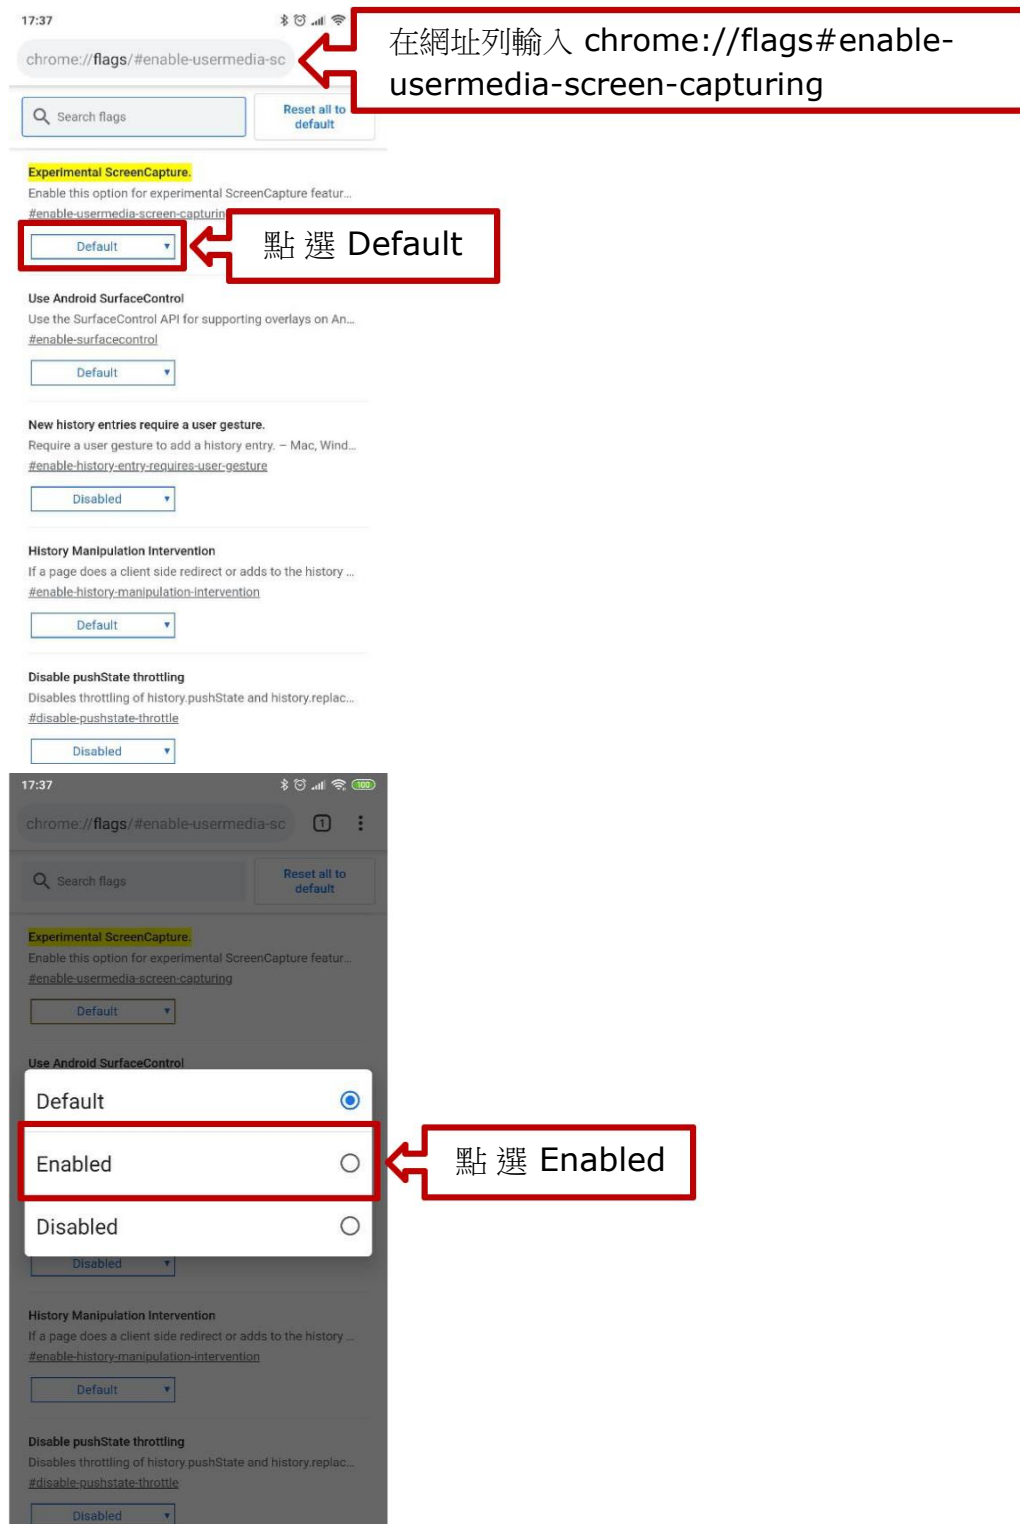 17:37
chrome://flags/#enable-usermedia-sc
在網址列輸入 chrome://flags#enable-
usermedia-screen-capturing
Search flags
Reset all to
default
Experimental ScreenCapture.
Enable this option for experimental ScreenCapture featur...
#enable-usermedia-screen-capturin
Default
點 選 Default
Use Android SurfaceControl
Use the SurfaceControl API for supporting overlays on An...
#enable-surfacecontrol
Default
New history entries require a user gesture.
Require a user gesture to add a history entry. – Mac, Wind...
#enable-history-entry-requires-user-gesture
Disabled
History Manipulation Intervention
If a page does a client side redirect or adds to the history ...
#enable-history-manipulation-intervention
Default
Disable pushState throttling
Disables throttling of history.pushState and history.replac...
#disable-pushstate-throttle
Disabled
17:37
100
chrome://flags/#enable-usermedia-sc
1
Search flags
Reset all to
default
Experimental ScreenCapture.
Enable this option for experimental ScreenCapture featur...
#enable-usermedia-screen-capturing
Default
Use Android SurfaceControl
Default
Enabled
點 選 Enabled
Disabled
Disabled
History Manipulation Intervention
If a page does a client side redirect or adds to the history ...
#enable-history-manipulation-intervention
Default
Disable pushState throttling
Disables throttling of history.pushState and history.replac...
#disable-pushstate-throttle
Disabled